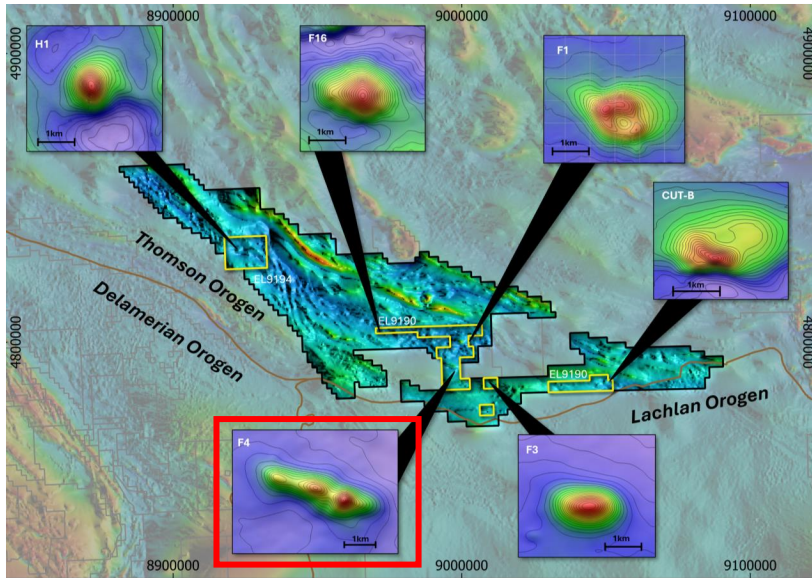 8900000
9000000
9100000
4900000
4900000
H1
1km
F16
1km
F1
1km
CUT-B
1km
Thomson Orogen
EL9194
Delamerian Orogen
EL9190
4800000
4800000
EL9190
Lachlan Orogen
F4
1km
F3
1km
8900000
9000000
9100000